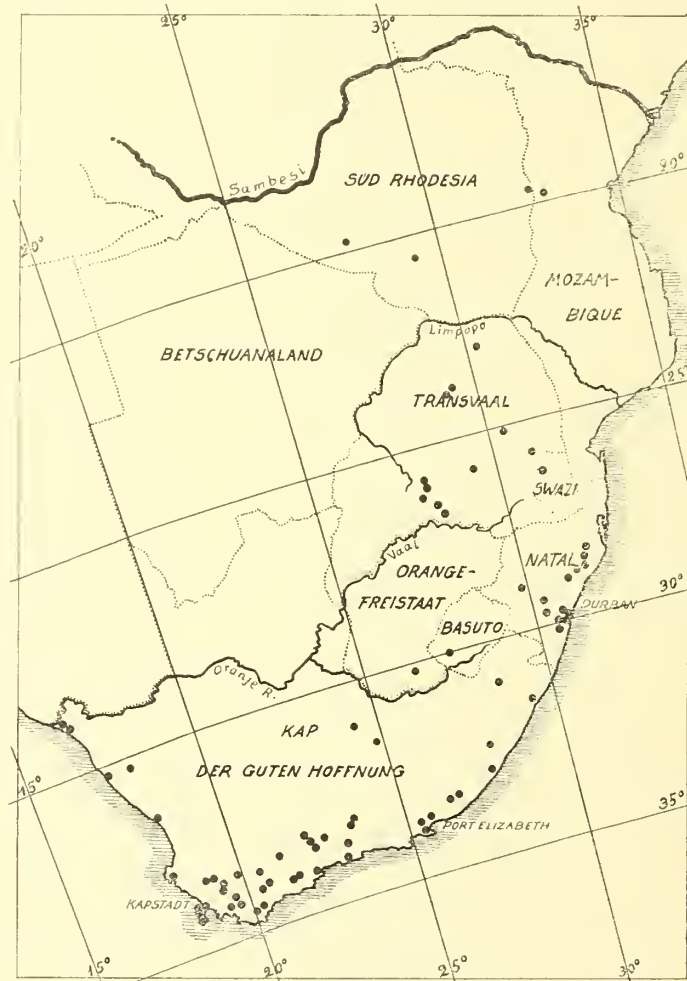 25°
30°
35°
Sambesi
SÜD RHODESIA
20°
20°
MOZAM-
BIQUE
Limpopo
BETSCHUANALAND
25°
TRANSVAAL
SWAZI
Vaal
NATAL
ORANGE-
FREISTAAT
30°
DURBAN
BASUTO
Oranje R.
KAP
DER GUTEN HOFFNUNG
15°
35°
PORT ELIZABETH
KAPSTADT
15°
20°
25°
30°